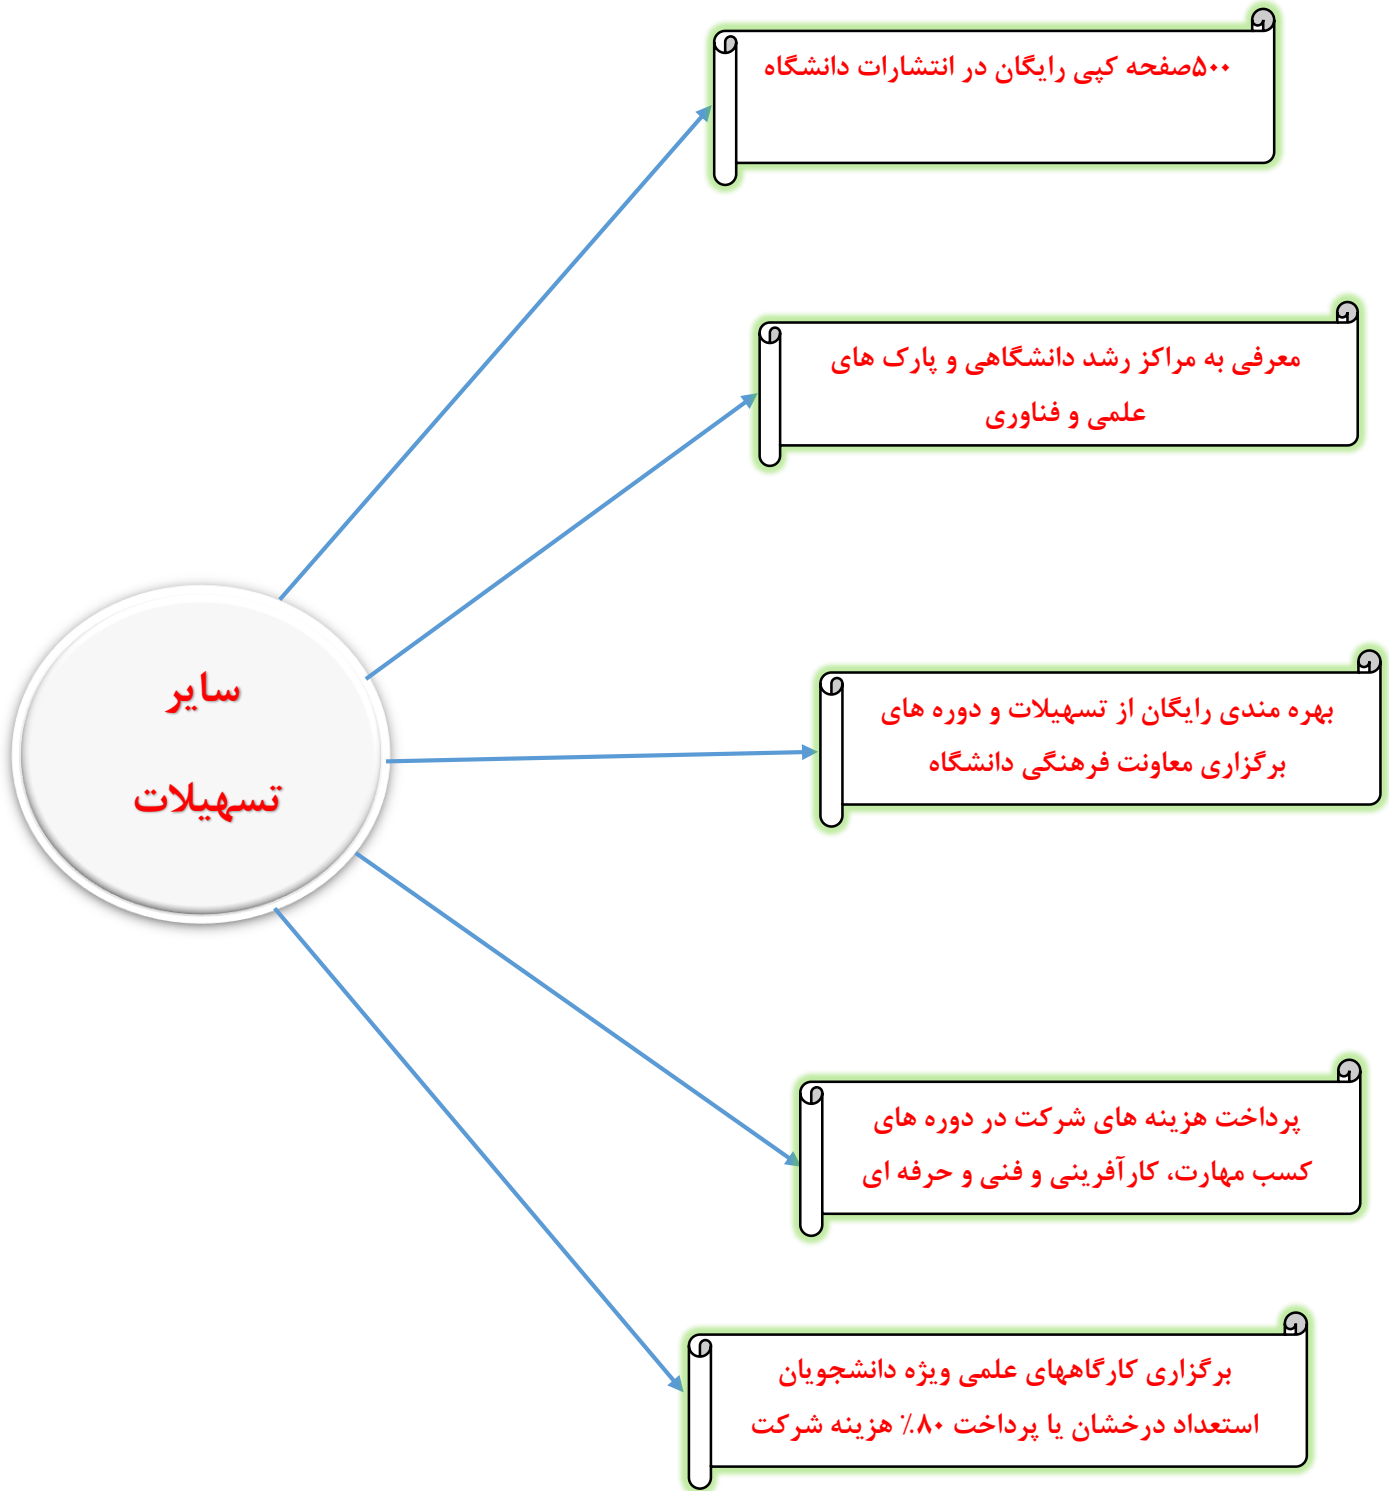 ۵۰۰صفحه کپی رایگان در انتشارات دانشگاه
معرفی به مراکز رشد دانشگاهی و پارک های
علمی و فناوری
سایر
تسهیلات
بهره مندی رایگان از تسهیلات و دوره های
برگزاری معاونت فرهنگی دانشگاه
پرداخت هزینه های شرکت در دوره های
کسب مهارت، کارآفرینی و فنی و حرفه ای
برگزاری کارگاههای علمی ویژه دانشجویان
استعداد درخشان یا پرداخت ۸۰٪ هزینه شرکت